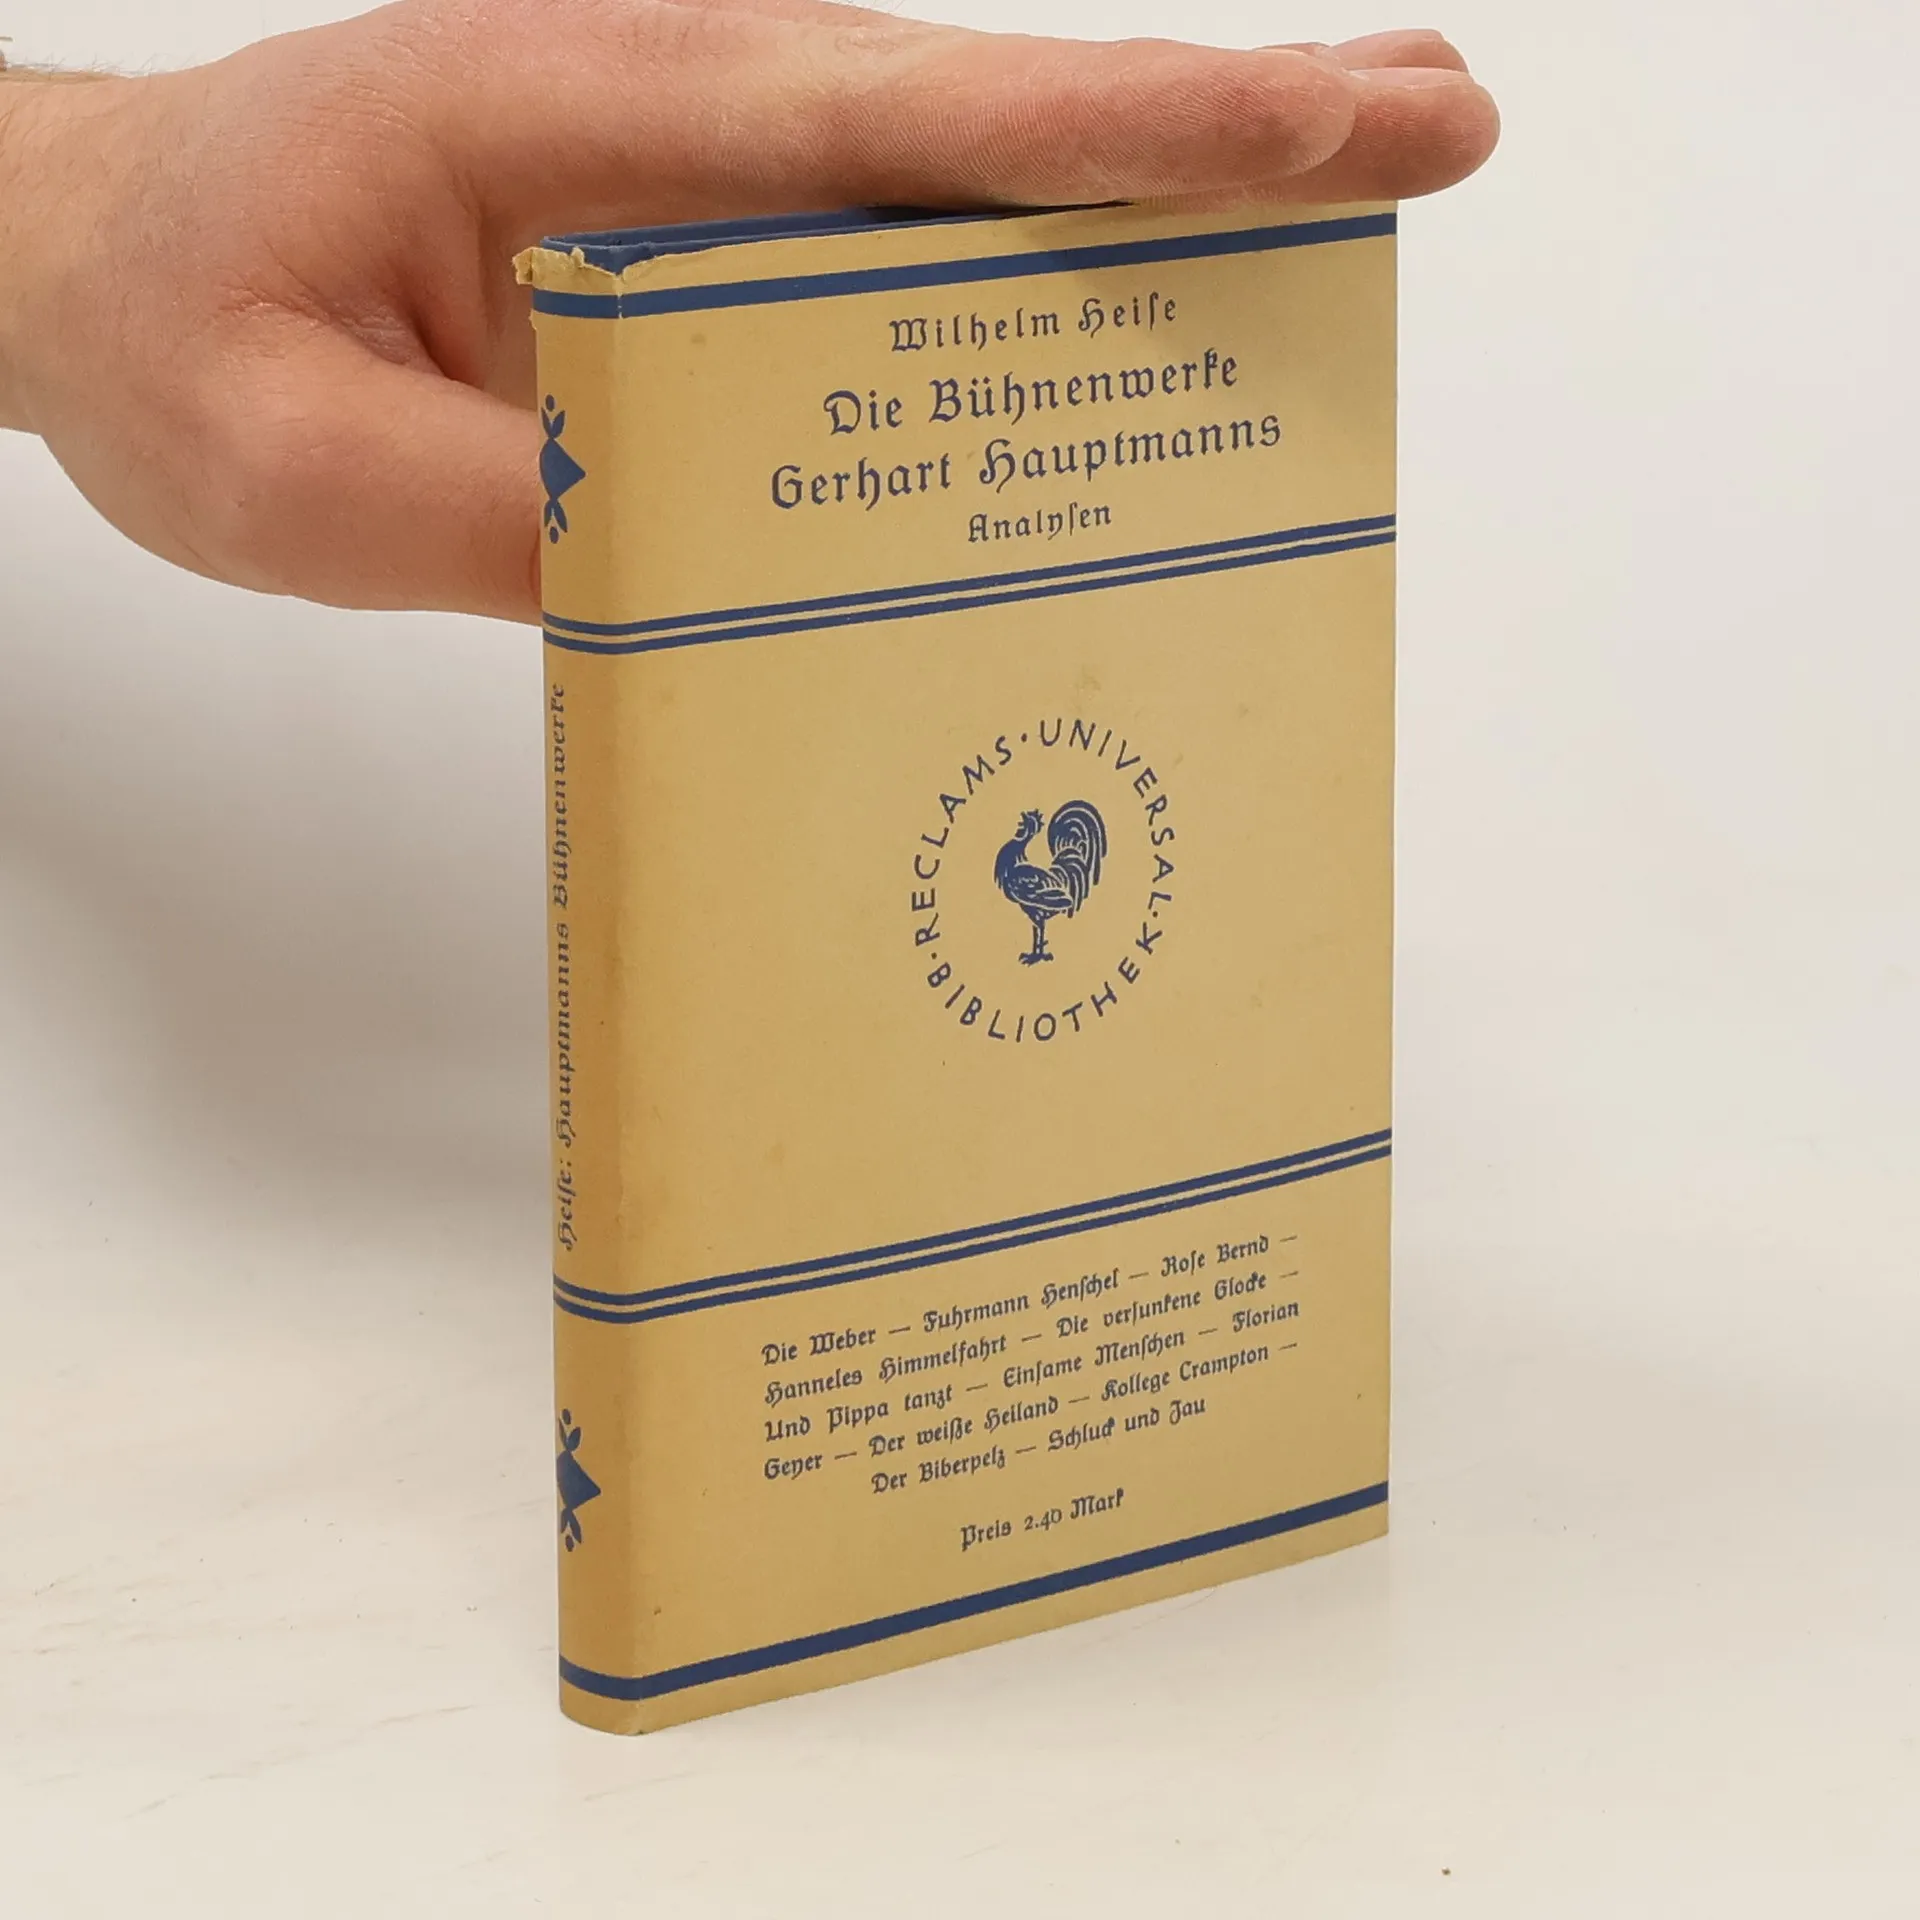 Wilhelm Heiſe
Die Bühnenwerke
Gerhart Hauptmanns
Analyſen
RECLAMS · UNIVERSAL · BIBLIOTHEK ·
Die Weber — Fuhrmann Henſchel — Roſe Bernd —
Hanneles Himmelfahrt — Die verſunkene Glocke —
Und Pippa tanzt — Einſame Menſchen — Florian
Geyer — Der weiße Heiland — Kollege Crampton —
Der Biberpelz — Schluck und Jau
Preis 2.40 Mark
Heiſe: Hauptmanns Bühnenwerke